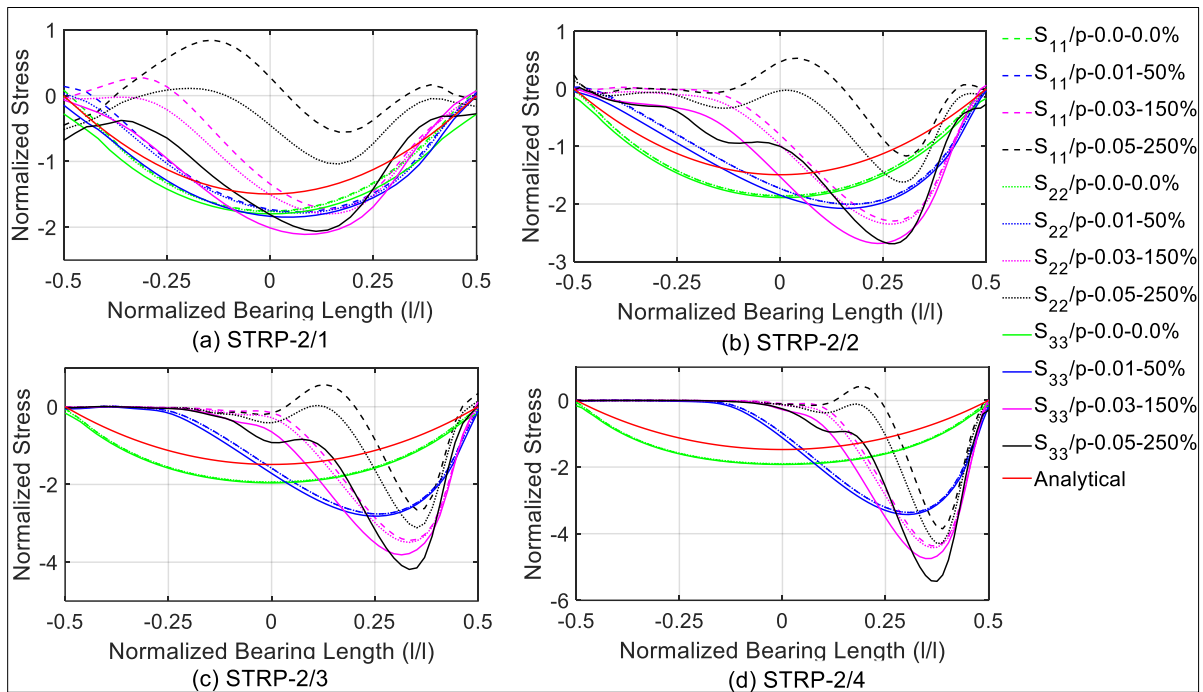 1
0
-1
-2
Normalized Stress
-0.5
-0.25
0
0.25
0.5
Normalized Bearing Length (l/l)
(a) STRP-2/1
1
0
-1
-2
-3
Normalized Stress
-0.5
-0.25
0
0.25
0.5
Normalized Bearing Length (l/l)
(b) STRP-2/2
0
-2
-4
Normalized Stress
-0.5
-0.25
0
0.25
0.5
Normalized Bearing Length (l/l)
(c) STRP-2/3
0
-2
-4
-6
Normalized Stress
-0.5
-0.25
0
0.25
0.5
Normalized Bearing Length (l/l)
(d) STRP-2/4
S11/p-0.0-0.0%
S11/p-0.01-50%
S11/p-0.03-150%
S11/p-0.05-250%
S22/p-0.0-0.0%
S22/p-0.01-50%
S22/p-0.03-150%
S22/p-0.05-250%
S33/p-0.0-0.0%
S33/p-0.01-50%
S33/p-0.03-150%
S33/p-0.05-250%
Analytical